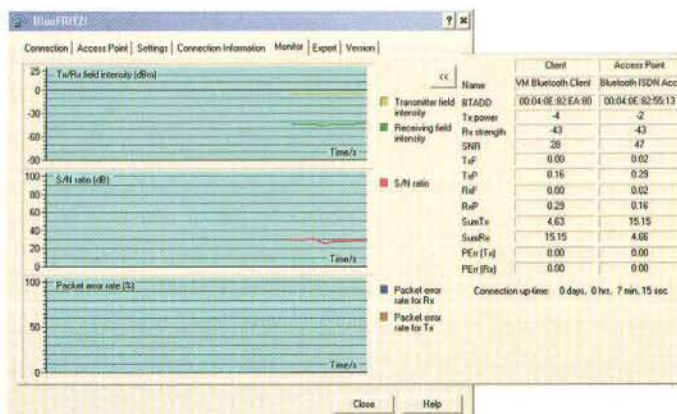 BlueFRITZ!
Connection | Access Point | Settings | Connection Information | Monitor | Expert | Version
25
0
-30
-60
-90
Tx/Rx field intensity (dBm)
Time/s
<<
Transmitter field
intensity
Receiving field
intensity
100
80
60
40
20
0
S/N ratio (dB)
Time/s
S/N ratio
100
50
0
Packet error rate (%)
Time/s
Packet error
rate for Rx
Packet error
rate for Tx
Close
Help
Client Access Point
Name VM Bluetooth Client Bluetooth ISDN Acc
BTADD 00:04:0E:82:EA:80 00:04:0E:82:55:13
Tx power -4 -2
Rx strength -43 -43
SNR 28 47
TxF 0.00 0.02
TxP 0.16 0.29
RxF 0.00 0.02
RxP 0.29 0.16
SumTx 4.63 15.15
SumRx 15.15 4.66
PErr (Tx) 0.00 0.00
PErr (Rx) 0.00 0.00
Connection up-time: 0 days, 0 hrs, 7 min, 15 sec